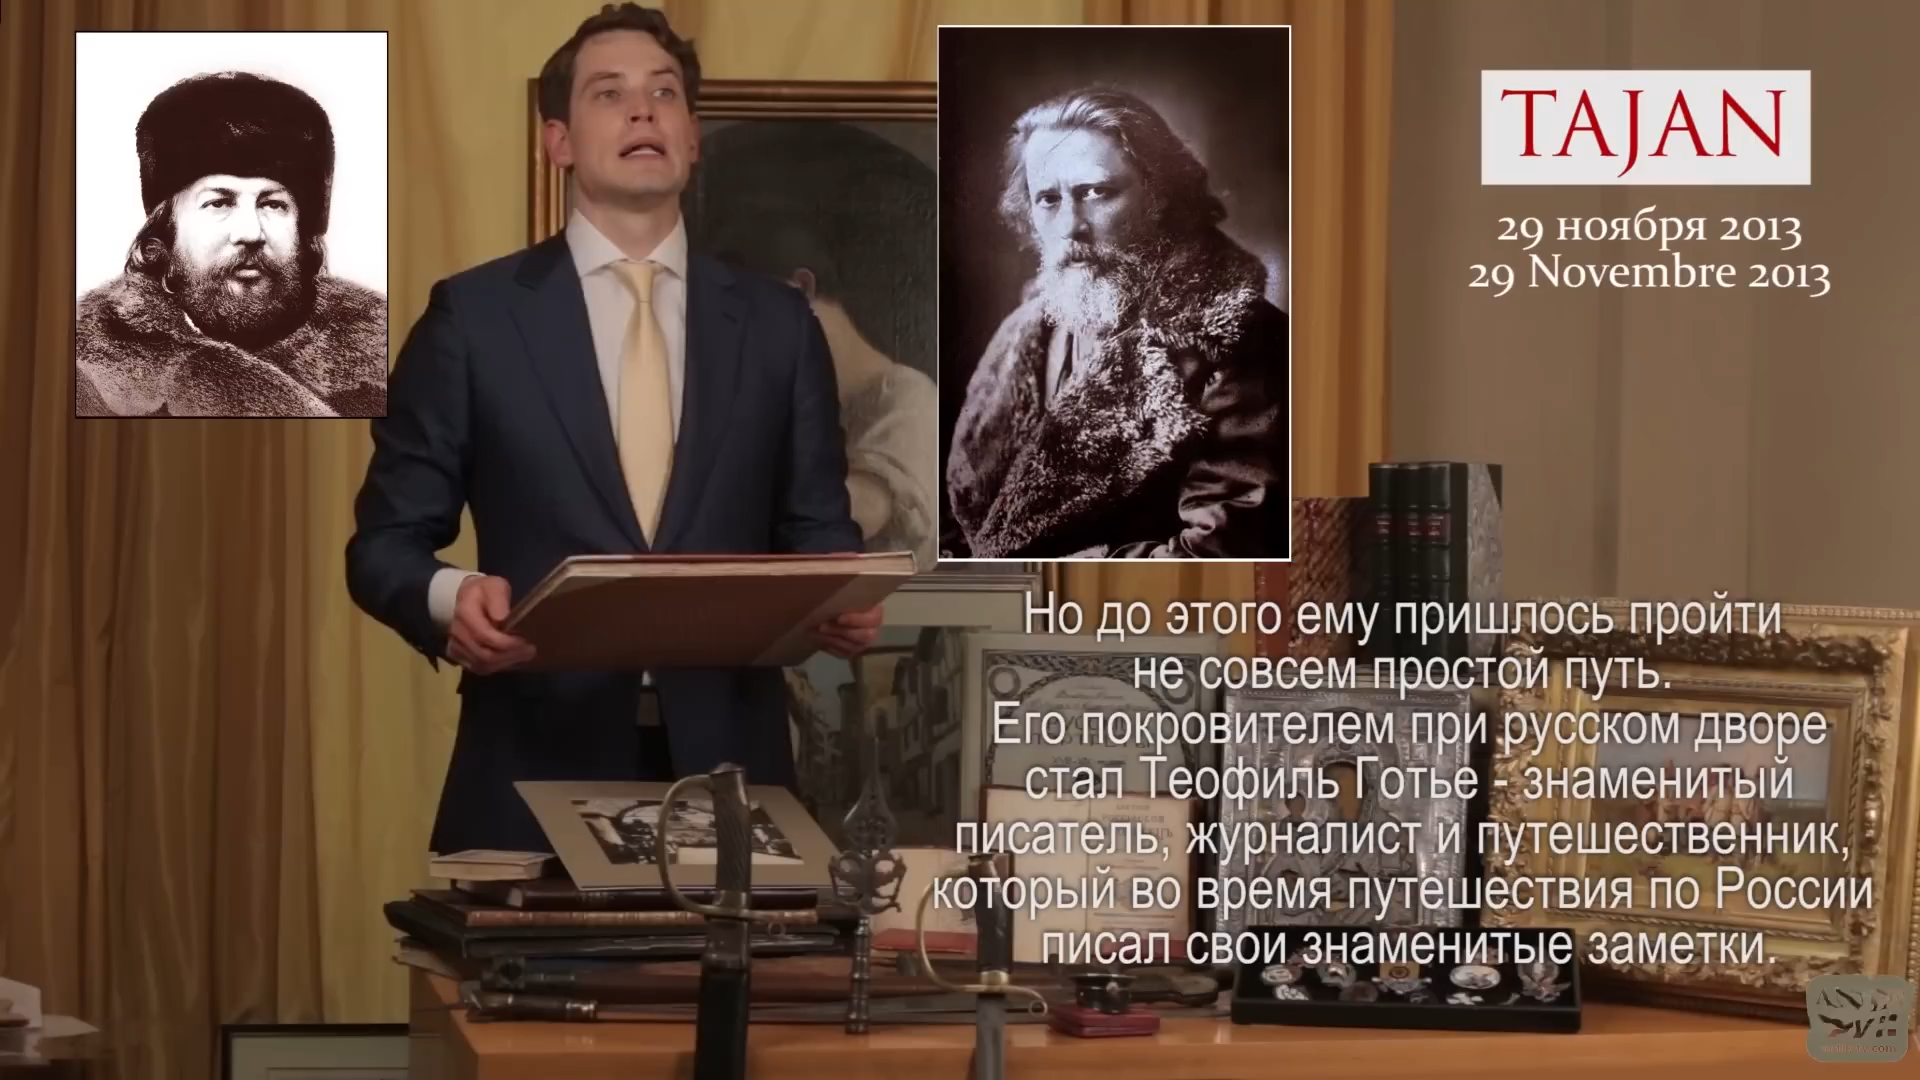 TAJAN
29 ноября 2013
29 Novembre 2013
Но до этого ему пришлось пройти
не совсем простой путь.
Его покровителем при русском дворе
стал Теофиль Готье - знаменитый
писатель, журналист и путешественник,
который во время путешествия по России
писал свои знаменитые заметки.